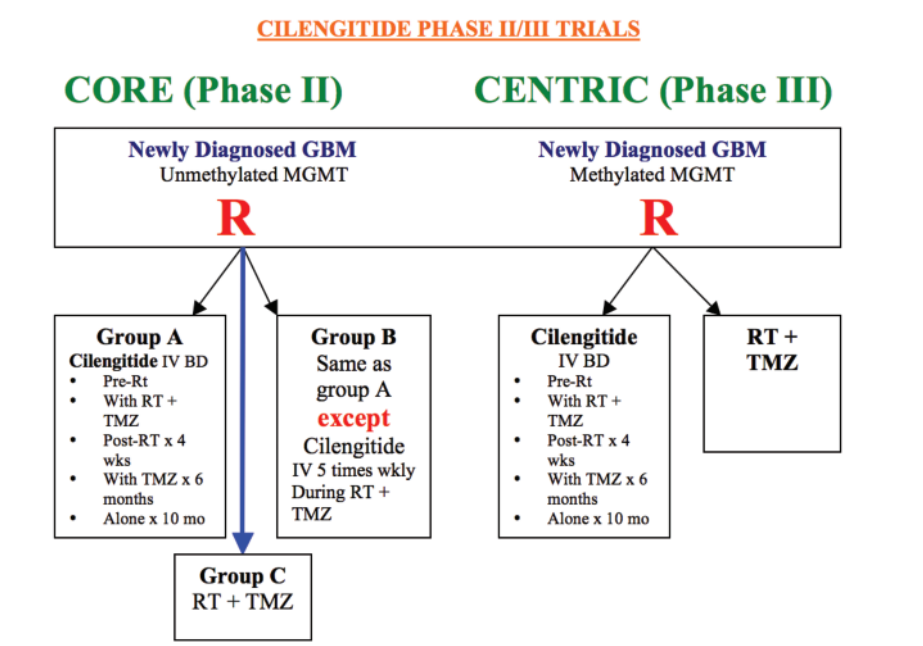 CILENGITIDE PHASE II/III TRIALS
CORE (Phase II)
CENTRIC (Phase III)
Newly Diagnosed GBM
Unmethylated MGMT
R
Newly Diagnosed GBM
Methylated MGMT
R
Group A
Cilengitide IV BD
• Pre-Rt
• With RT +
TMZ
• Post-RT x 4
wks
• With TMZ x 6
months
• Alone x 10 mo
Group B
Same as
group A
except
Cilengitide
IV 5 times wkly
During RT +
TMZ
Group C
RT + TMZ
Cilengitide
IV BD
• Pre-Rt
• With RT +
TMZ
• Post-RT x 4
wks
• With TMZ x 6
months
• Alone x 10 mo
RT +
TMZ